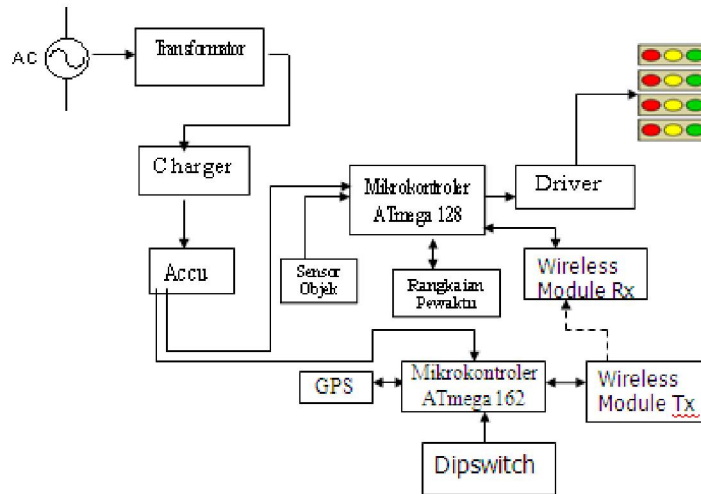 AC
Transformator
Charger
Accu
Mikrokontroler
ATmega 128
Driver
Sensor
Objek
Rangkaian
Pewaktu
Wireless
Module Rx
GPS
Mikrokontroler
ATmega 162
Wireless
Module Tx
Dipswitch